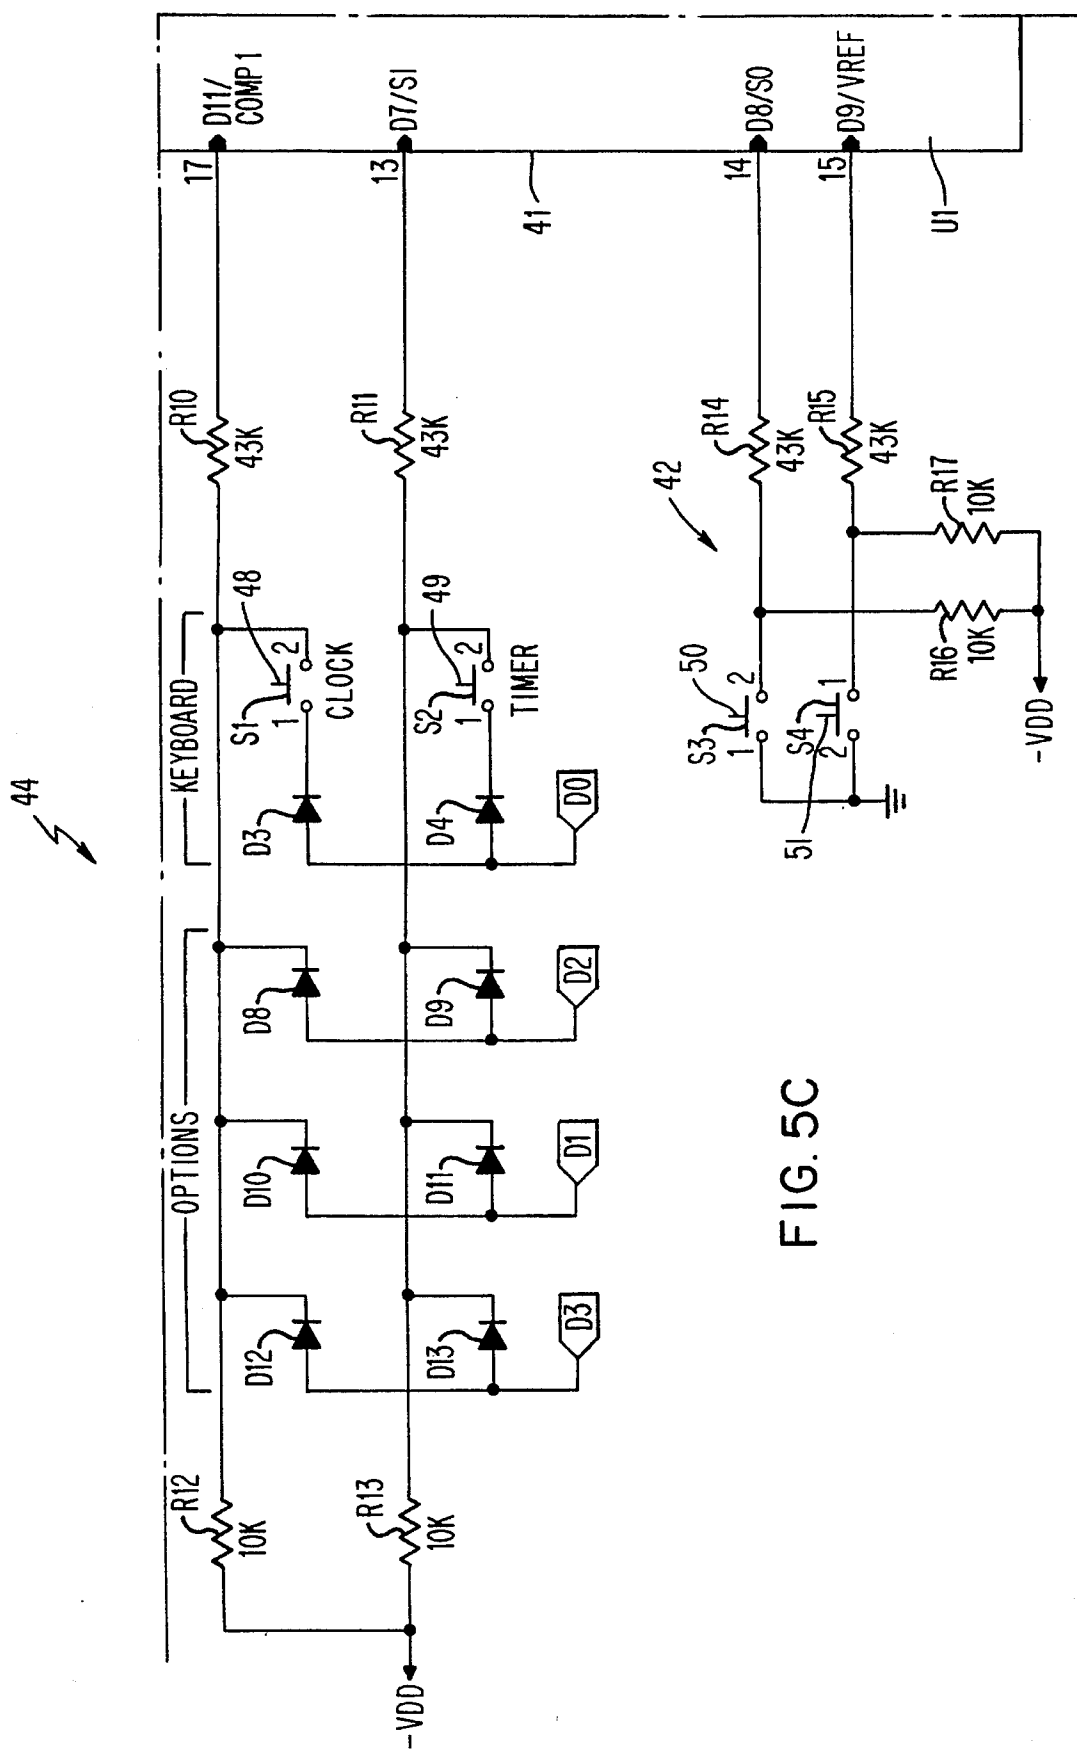 44
OPTIONS
KEYBOARD
R12
10K
D12
D10
D8
D3
S1
1
2
48
CLOCK
R10
43K
17
D11/
COMP1
R13
10K
D13
D11
D9
D4
S2
1
2
49
TIMER
R11
43K
13
D7/S1
-VDD
D3
D1
D2
D0
41
42
S3
1
2
50
R14
43K
14
D8/S0
51
S4
2
1
R15
43K
15
D9/VREF
R16
10K
R17
10K
-VDD
U1
FIG. 5C